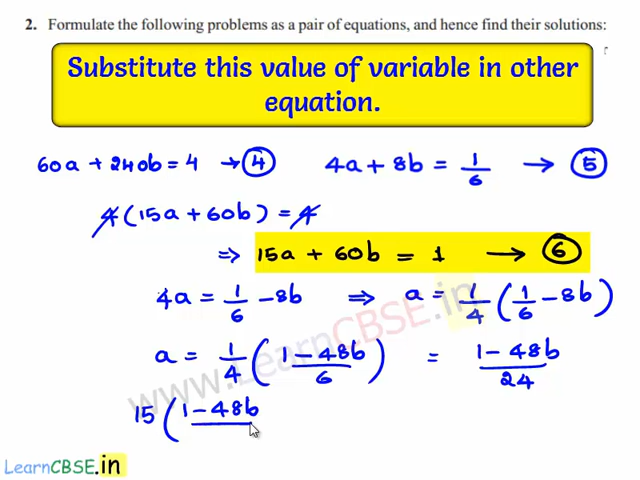 2. Formulate the following problems as a pair of equations, and hence find their solutions:
Substitute this value of variable in other
equation.
60a + 240b = 4 → ④ 4a + 8b = 1/6 → ⑤
4(15a + 60b) = 4
⇒ 15a + 60b = 1 → ⑥
4a = 1/6 - 8b ⇒ a = 1/4 (1/6 - 8b)
a = 1/4 ((1 - 48b)/6) = (1 - 48b)/24
15 (1 - 48b
www.LearnCBSE.in
LearnCBSE.in